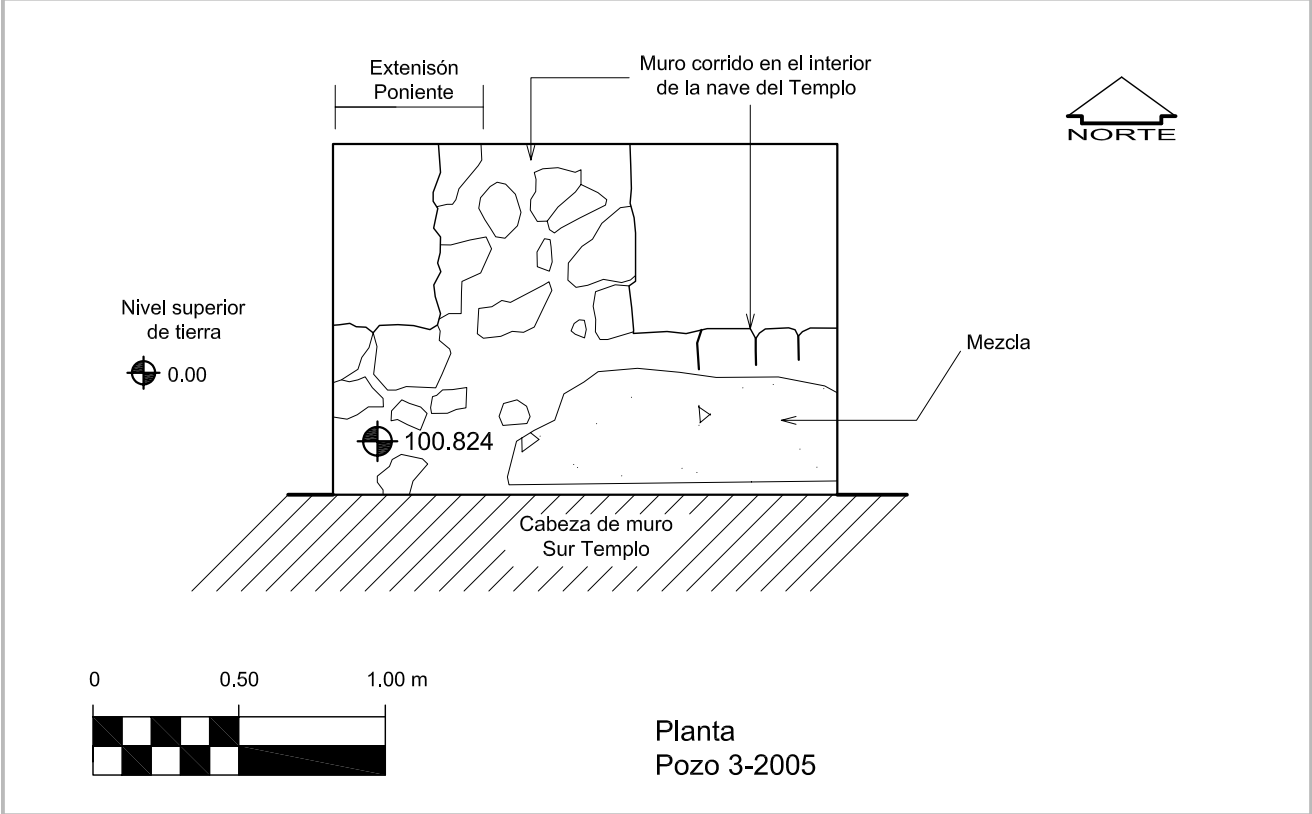 Extenisón
Poniente
Muro corrido en el interior
de la nave del Templo
NORTE
Nivel superior
de tierra
0.00
Mezcla
100.824
Cabeza de muro
Sur Templo
0 0.50 1.00 m
Planta
Pozo 3-2005